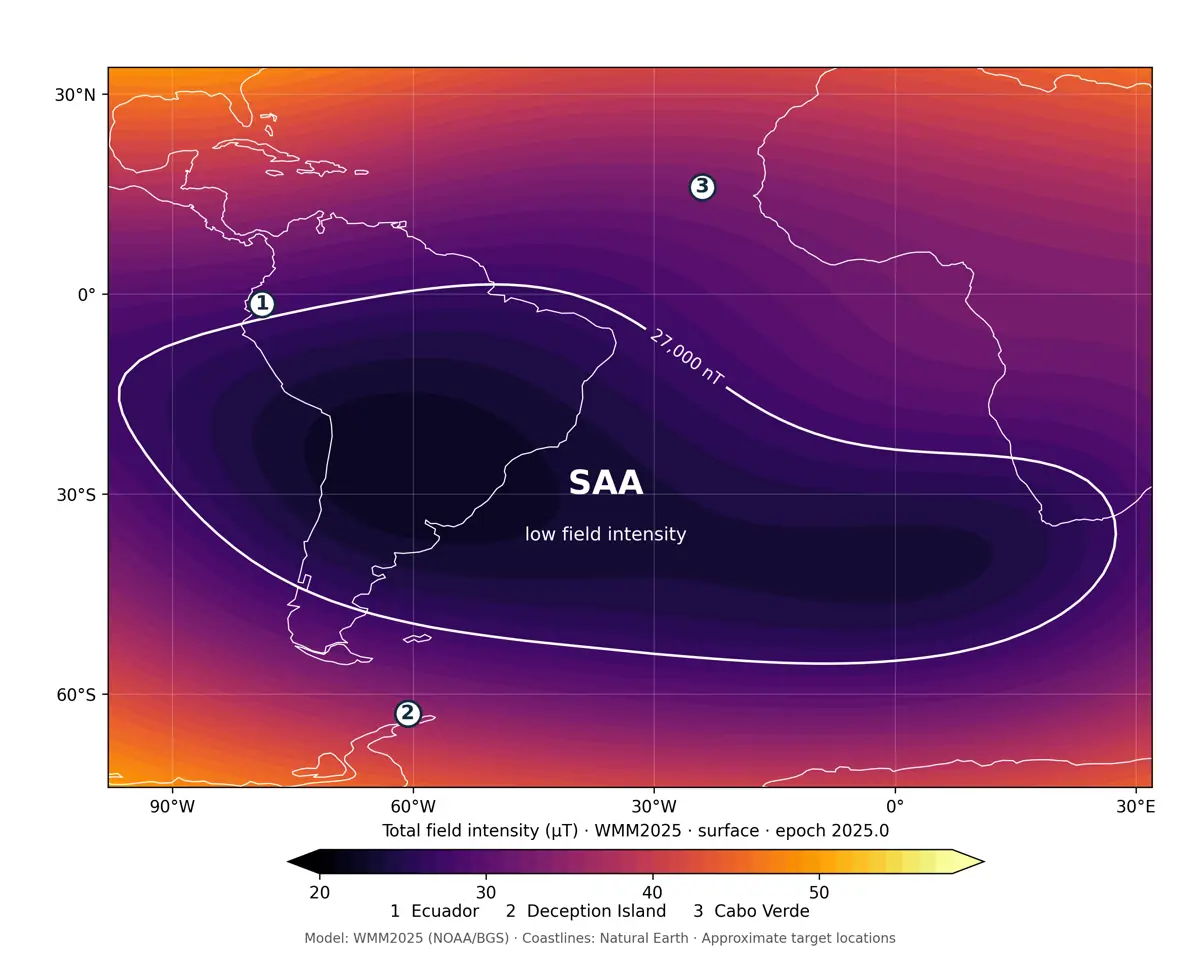 30°N
0°
30°S
60°S
3
1
27,000 nT
SAA
low field intensity
2
90°W 60°W 30°W 0° 30°E
Total field intensity (μT) · WMM2025 · surface · epoch 2025.0
20 30 40 50
1 Ecuador 2 Deception Island 3 Cabo Verde
Model: WMM2025 (NOAA/BGS) · Coastlines: Natural Earth · Approximate target locations